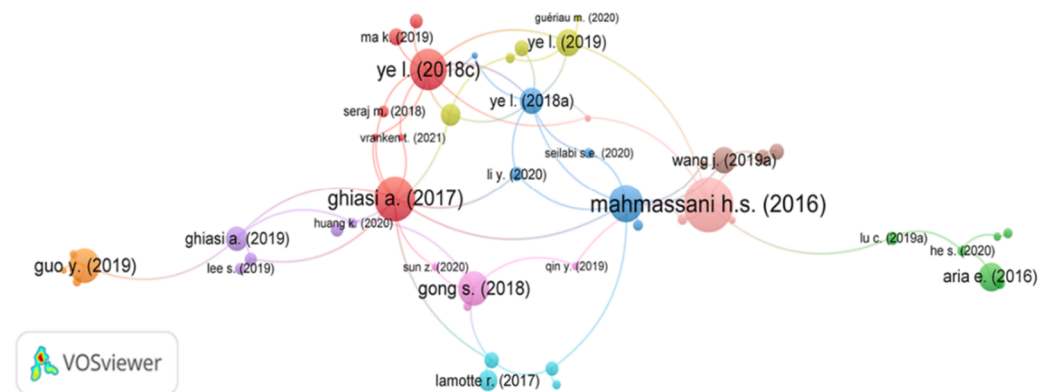 guériau m. (2020)
ma k. (2019)
ye l. (2019)
ye l. (2018c)
ye l. (2018a)
seraj m. (2018)
vranken t. (2021)
seilabi s.e. (2020)
wang j. (2019a)
li y. (2020)
ghiasi a. (2017)
mahmassani h.s. (2016)
huang k. (2020)
ghiasi a. (2019)
lu c. (2019a)
he s. (2020)
guo y. (2019)
lee s. (2019)
sun z. (2020)
qin y. (2019)
aria e. (2016)
gong s. (2018)
VOSviewer
lamotte r. (2017)